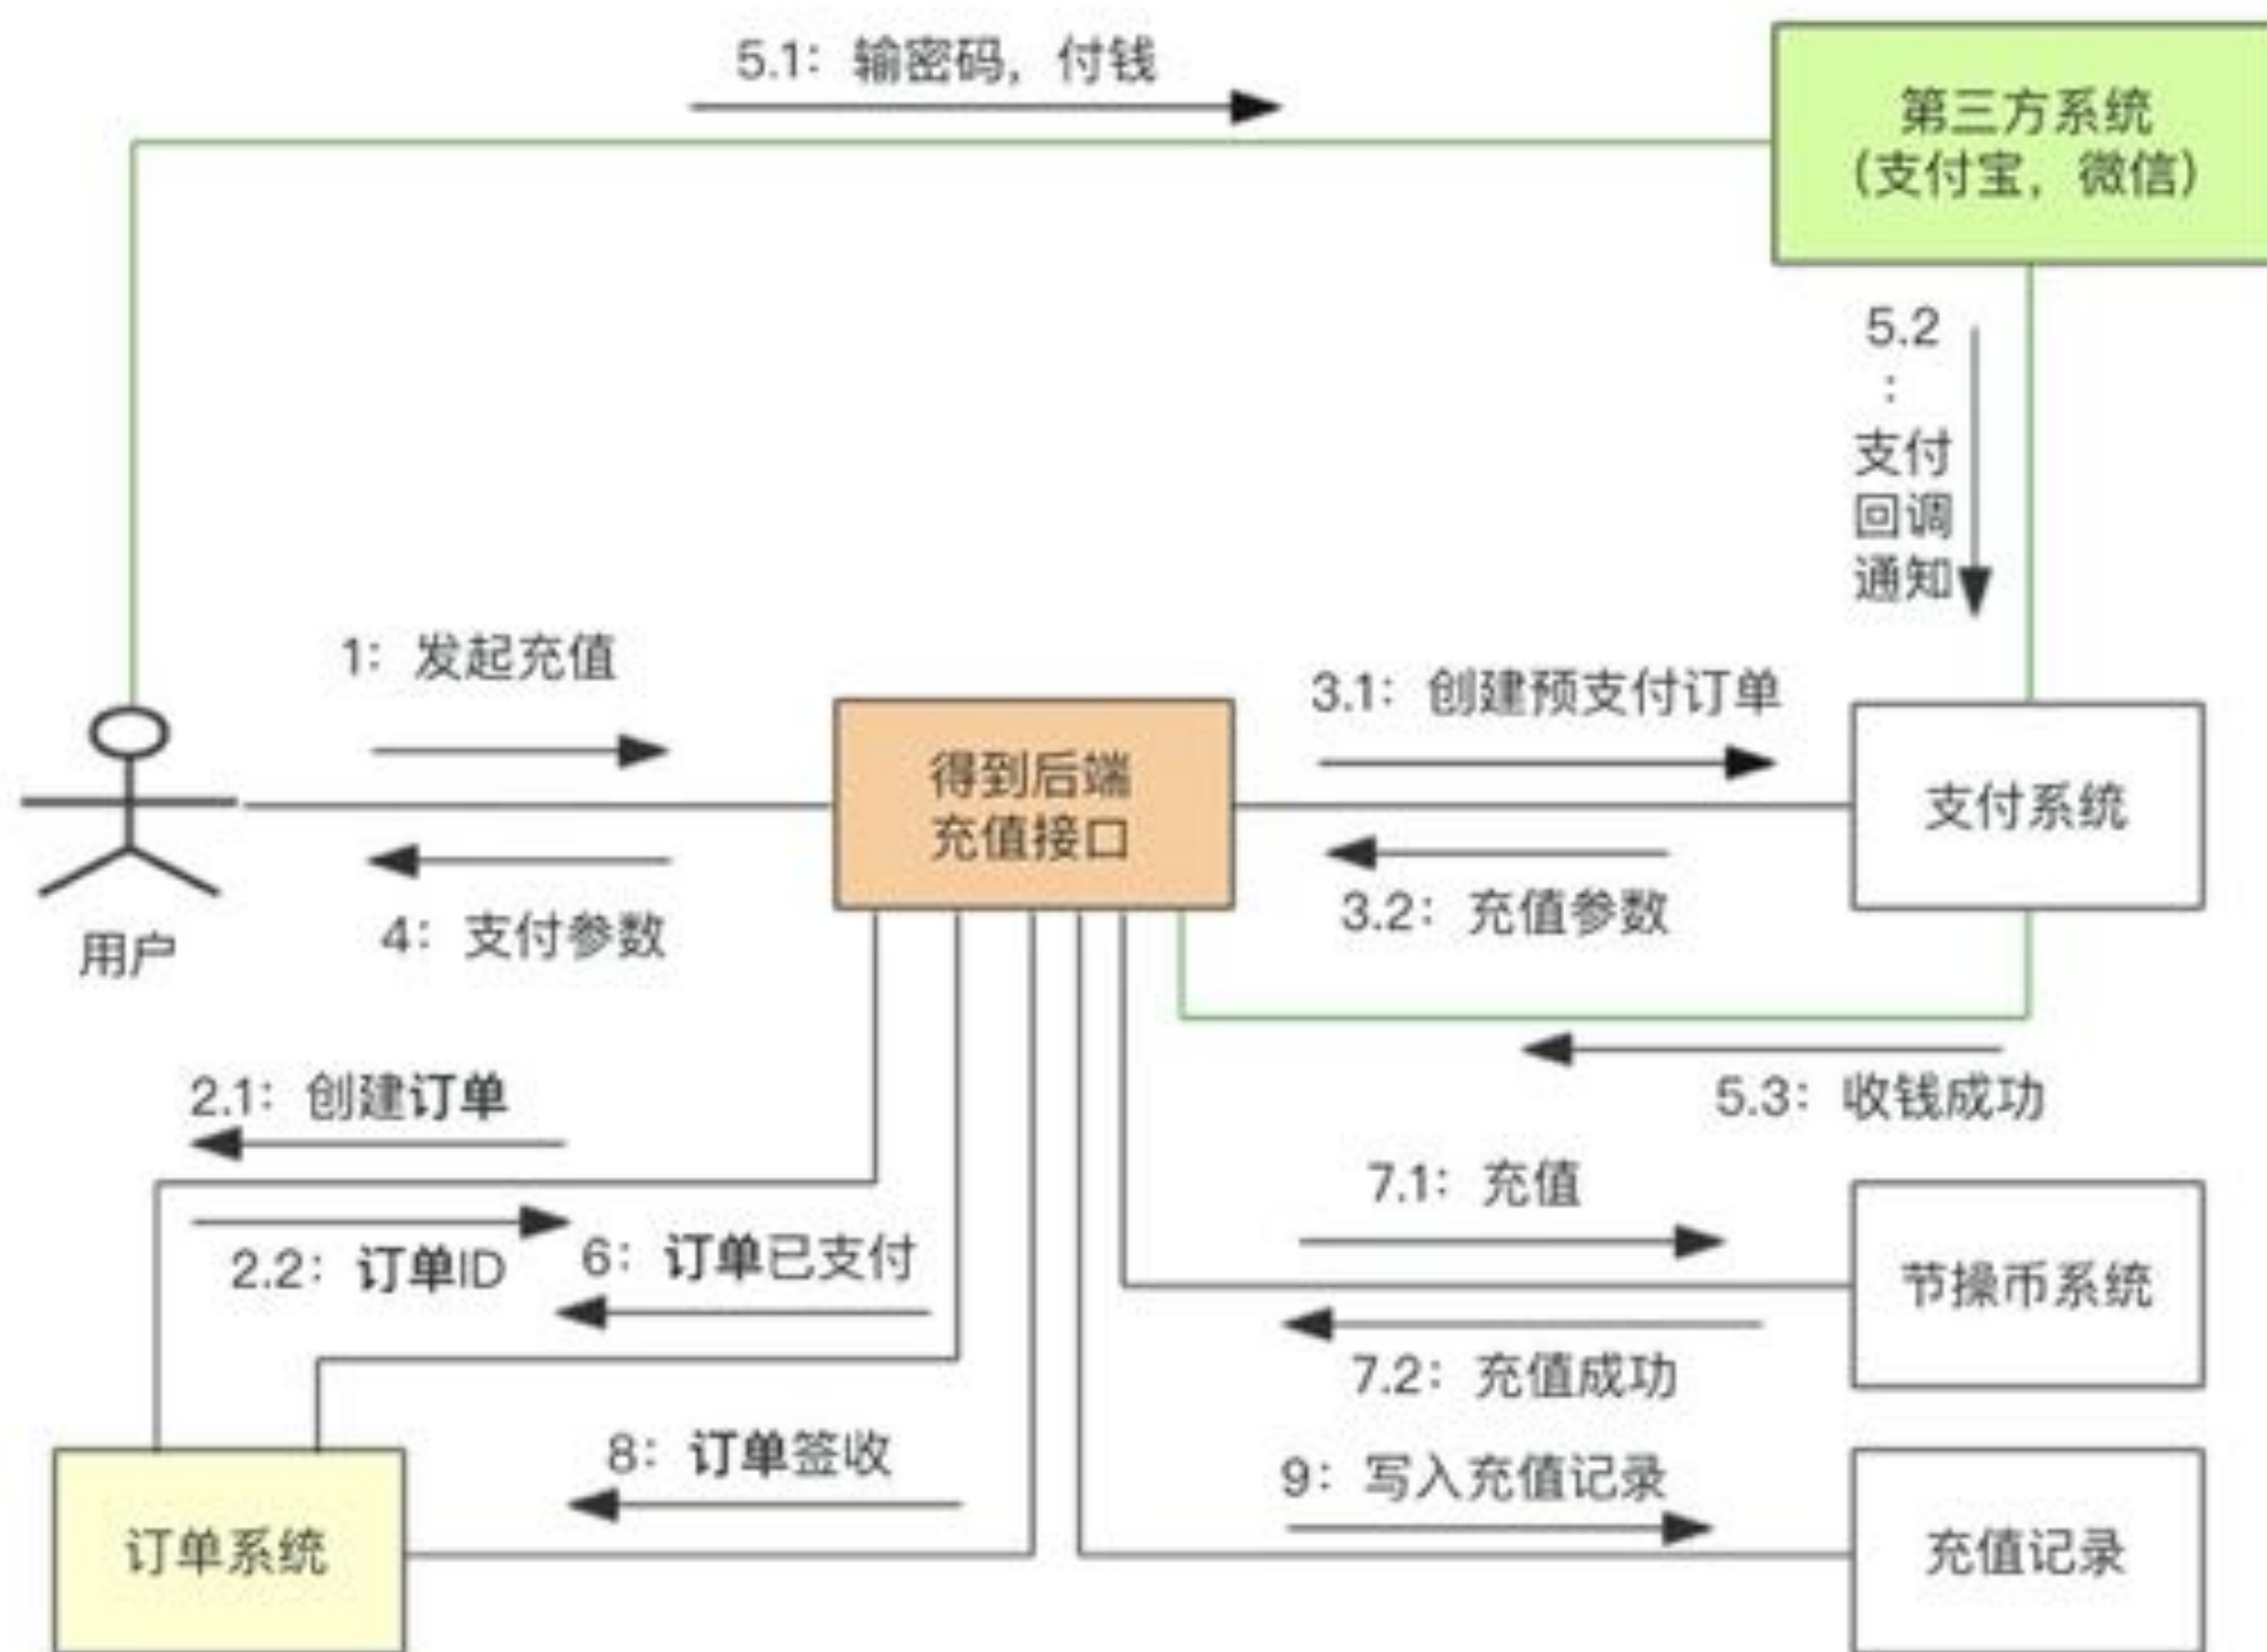 5.1: 输密码，付钱
第三方系统
(支付宝，微信)
5.2
:
支付
回调
通知
1: 发起充值
3.1: 创建预支付订单
得到后端
充值接口
支付系统
4: 支付参数
3.2: 充值参数
用户
2.1: 创建订单
5.3: 收钱成功
7.1: 充值
2.2: 订单ID
6: 订单已支付
节操币系统
7.2: 充值成功
8: 订单签收
9: 写入充值记录
订单系统
充值记录